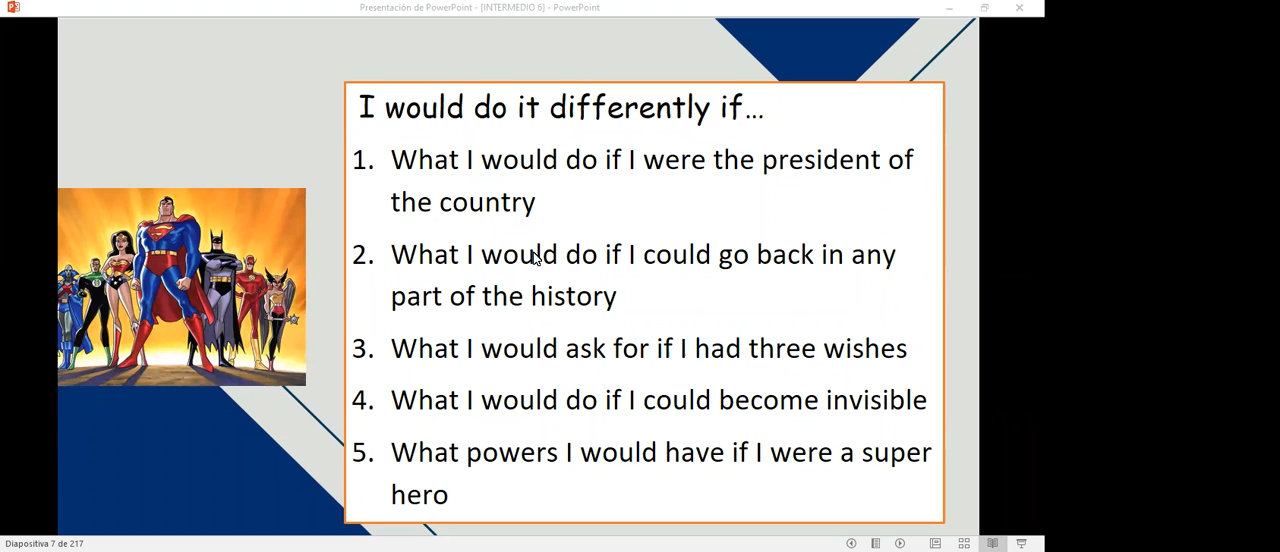 Presentación de PowerPoint - [INTERMEDIO 6] - PowerPoint
I would do it differently if...
1. What I would do if I were the president of
the country
2. What I would do if I could go back in any
part of the history
3. What I would ask for if I had three wishes
4. What I would do if I could become invisible
5. What powers I would have if I were a super
hero
Diapositiva 7 de 217